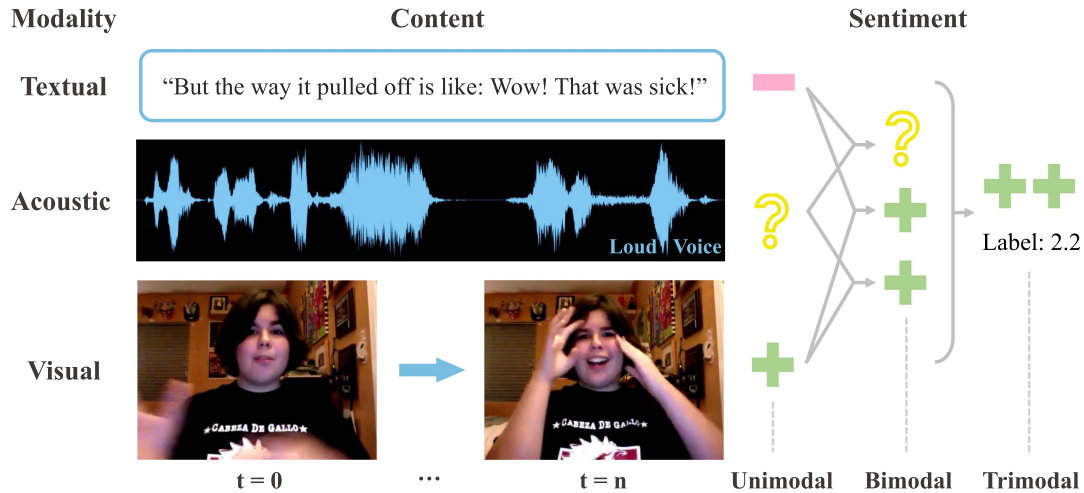 Modality Content Sentiment
Textual “But the way it pulled off is like: Wow! That was sick!”
Acoustic
Loud Voice
Label: 2.2
Visual
★CABEZA DE GALLO★ ★CABEZA DE GALLO★
t = 0 ... t = n Unimodal Bimodal Trimodal